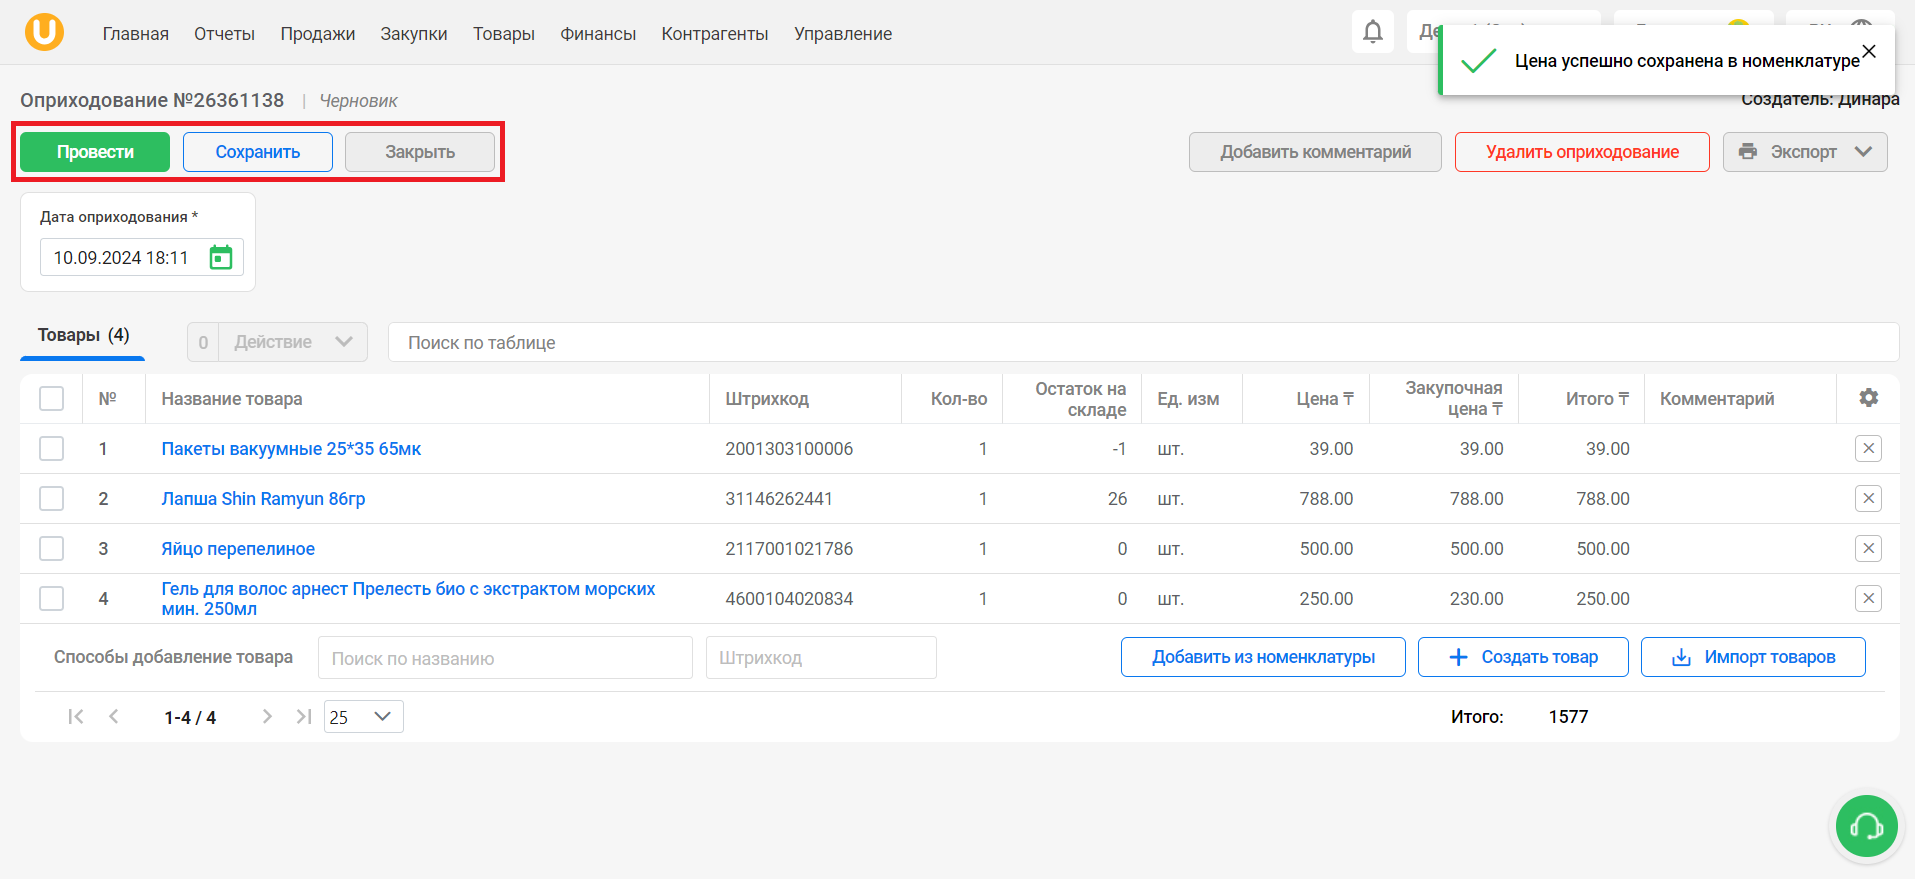 Главная Отчеты Продажи Закупки Товары Финансы Контрагенты Управление
Цена успешно сохранена в номенклатуре
Оприходование №26361138 | Черновик
Создатель: Динара
Провести Сохранить Закрыть Добавить комментарий Удалить оприходование Экспорт
Дата оприходования *
10.09.2024 18:11
Товары (4) 0 Действие Поиск по таблице
№ Название товара Штрихкод Кол-во Остаток на складе Ед. изм Цена ₸ Закупочная цена ₸ Итого ₸ Комментарий
1 Пакеты вакуумные 25*35 65мк 2001303100006 1 -1 шт. 39.00 39.00 39.00
2 Лапша Shin Ramyun 86гр 31146262441 1 26 шт. 788.00 788.00 788.00
3 Яйцо перепелиное 2117001021786 1 0 шт. 500.00 500.00 500.00
4 Гель для волос арнест Прелесть био с экстрактом морских мин. 250мл 4600104020834 1 0 шт. 250.00 230.00 250.00
Способы добавление товара Поиск по названию Штрихкод Добавить из номенклатуры Создать товар Импорт товаров
1-4 / 4 25 Итого: 1577